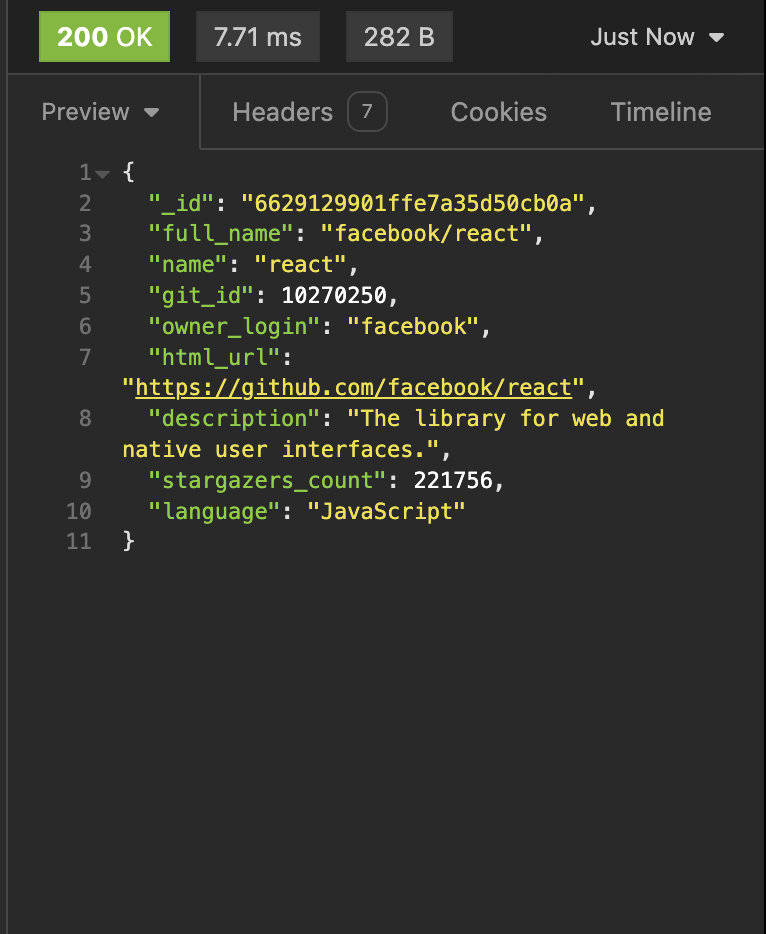 200 OK 7.71 ms 282 B Just Now
Preview Headers 7 Cookies Timeline
1 {
2 "_id": "6629129901ffe7a35d50cb0a",
3 "full_name": "facebook/react",
4 "name": "react",
5 "git_id": 10270250,
6 "owner_login": "facebook",
7 "html_url":
"https://github.com/facebook/react",
8 "description": "The library for web and
native user interfaces.",
9 "stargazers_count": 221756,
10 "language": "JavaScript"
11 }